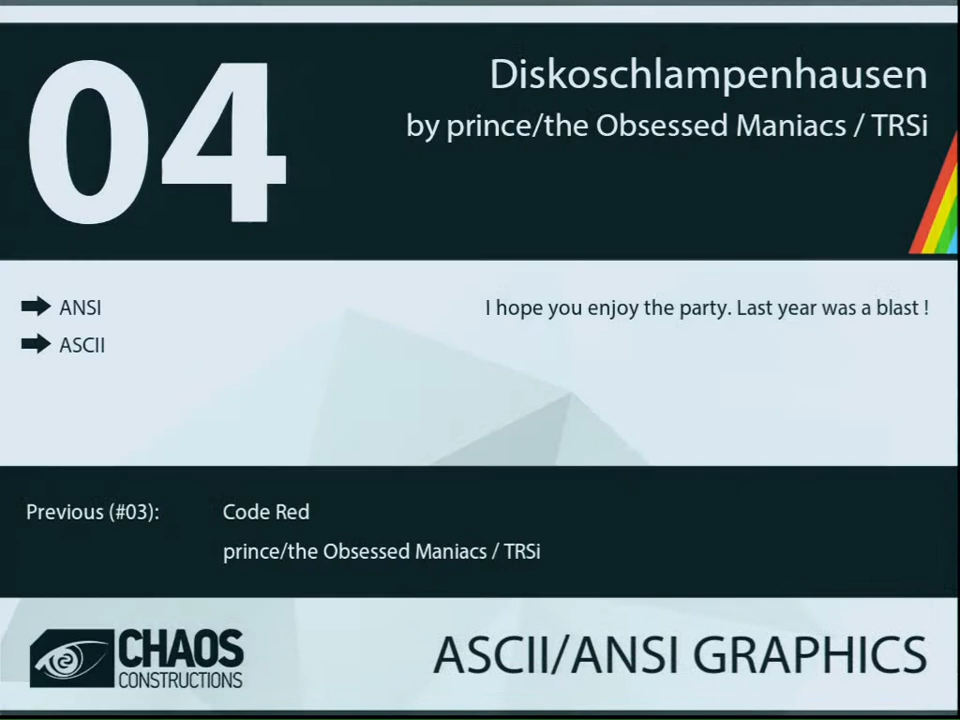 04
Diskoschlampenhausen
by prince/the Obsessed Maniacs / TRSi
ANSI
I hope you enjoy the party. Last year was a blast !
ASCII
Previous (#03):
Code Red
prince/the Obsessed Maniacs / TRSi
CHAOS
CONSTRUCTIONS
ASCII/ANSI GRAPHICS